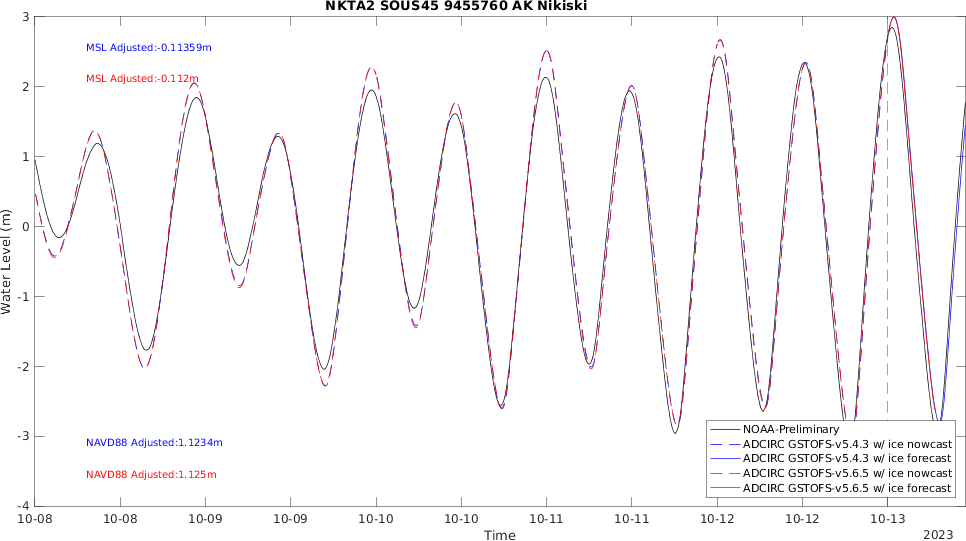 NKTA2 SOUS45 9455760 AK Nikiski
3
MSL Adjusted:-0.11359m
MSL Adjusted:-0.112m
2
1
0
-1
-2
-3
-4
Water Level (m)
NAVD88 Adjusted:1.1234m
NAVD88 Adjusted:1.125m
NOAA-Preliminary
ADCIRC GSTOFS-v5.4.3 w/ ice nowcast
ADCIRC GSTOFS-v5.4.3 w/ ice forecast
ADCIRC GSTOFS-v5.6.5 w/ ice nowcast
ADCIRC GSTOFS-v5.6.5 w/ ice forecast
10-08 10-08 10-09 10-09 10-10 10-10 10-11 10-11 10-12 10-12 10-13
Time
2023